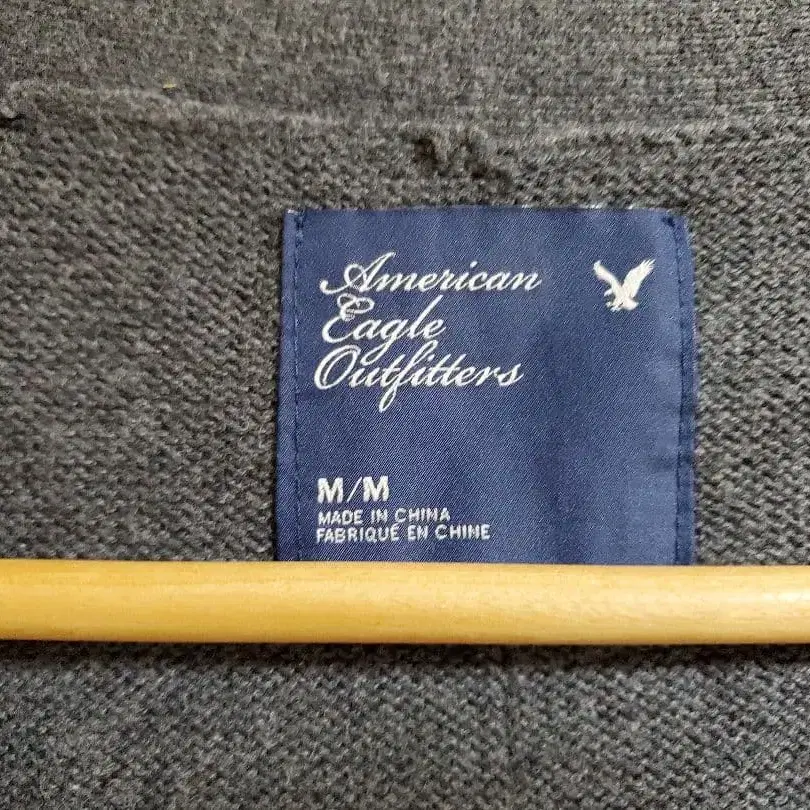 American
Eagle
Outfitters
M/M
MADE IN CHINA
FABRIQUÉ EN CHINE